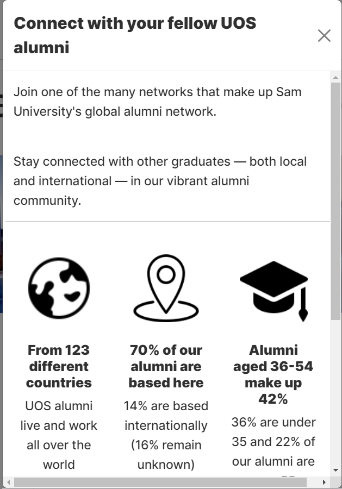 Connect with your fellow UOS
alumni
Join one of the many networks that make up Sam
University's global alumni network.
Stay connected with other graduates — both local
and international — in our vibrant alumni
community.
From 123
different
countries
UOS alumni
live and work
all over the
world
70% of our
alumni are
based here
14% are based
internationally
(16% remain
unknown)
Alumni
aged 36-54
make up
42%
36% are under
35 and 22% of
our alumni are